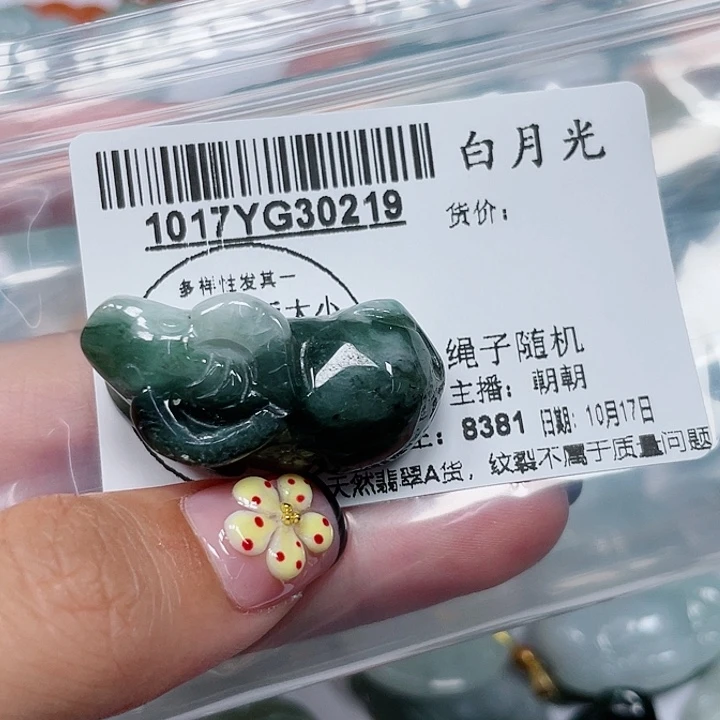 白月光
1017YG30219
货价：
多样性发其一
大小
绳子随机
主播：朝朝
：8381 日期：10月17日
天然翡翠A货，纹裂不属于质量问题